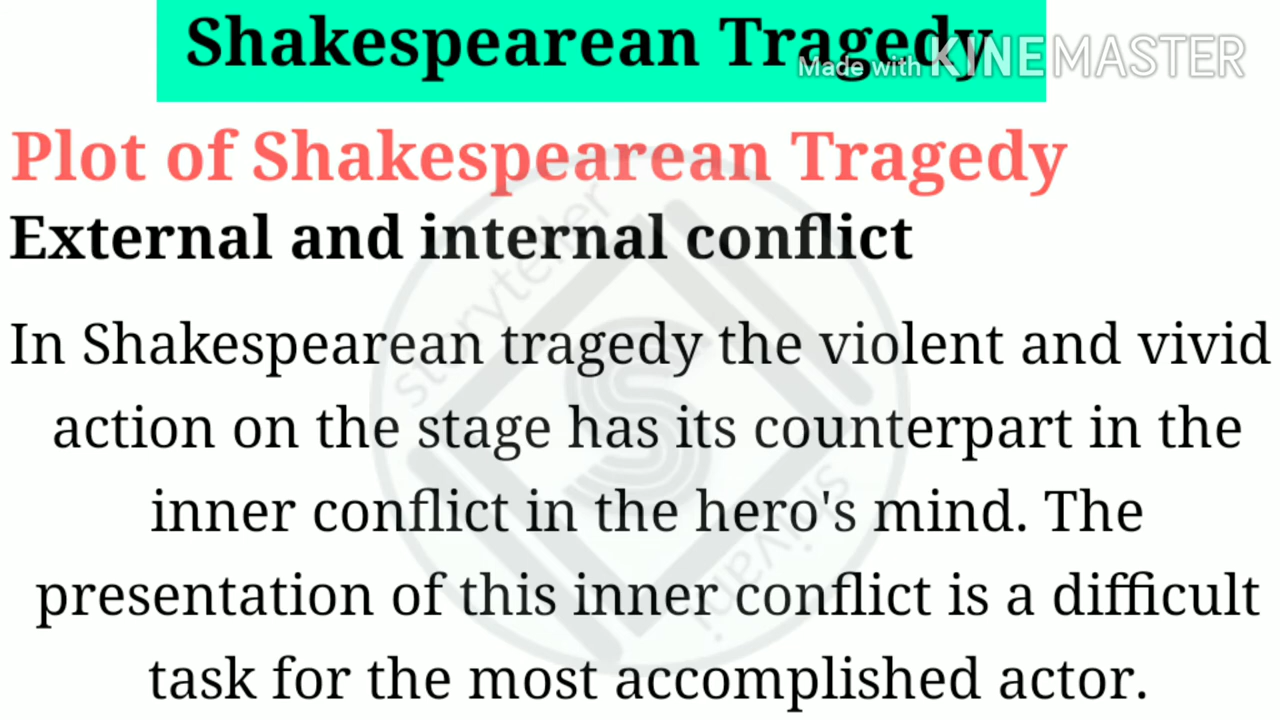 Shakespearean Tragedy
Made with KINEMASTER
Plot of Shakespearean Tragedy
External and internal conflict
In Shakespearean tragedy the violent and vivid
action on the stage has its counterpart in the
inner conflict in the hero's mind. The
presentation of this inner conflict is a difficult
task for the most accomplished actor.
storyteller
shivani